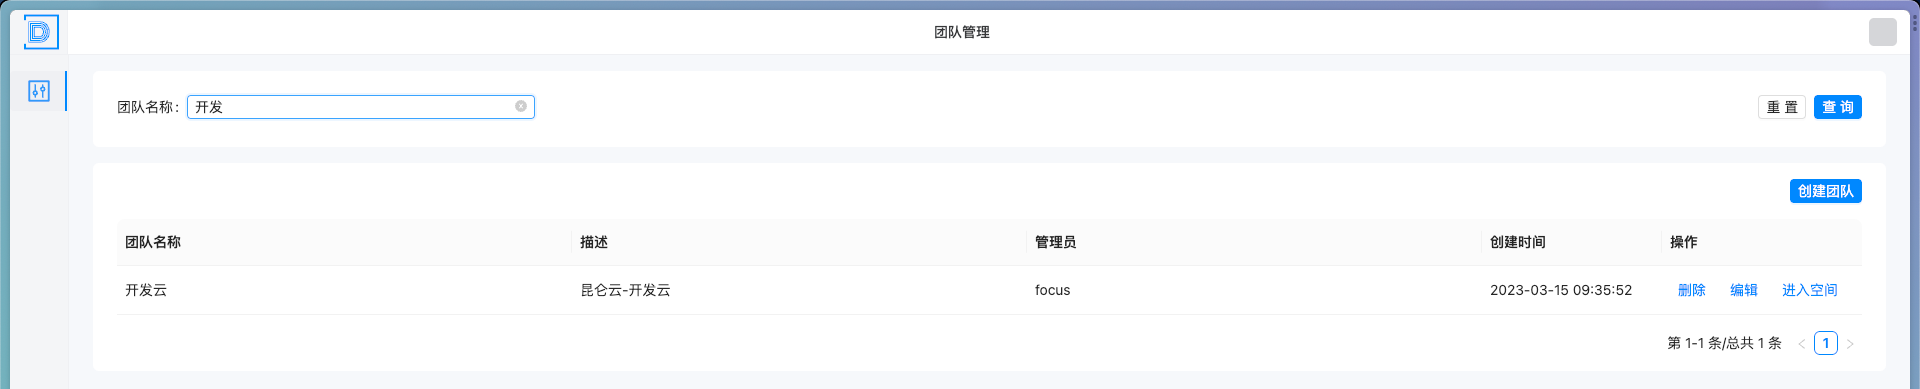 团队管理
团队名称: 开发
重 置 查 询
创建团队
团队名称 描述 管理员 创建时间 操作
开发云 昆仑云-开发云 focus 2023-03-15 09:35:52 删除 编辑 进入空间
第 1-1 条/总共 1 条 < 1 >